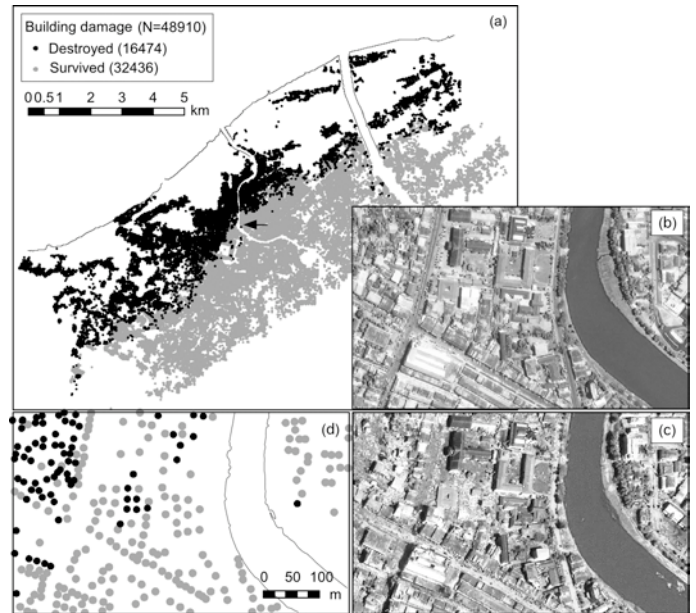 Building damage (N=48910)
Destroyed (16474)
Survived (32436)
0 0.5 1 2 3 4 5
km
(a)
(b)
(d)
(c)
0 50 100
m